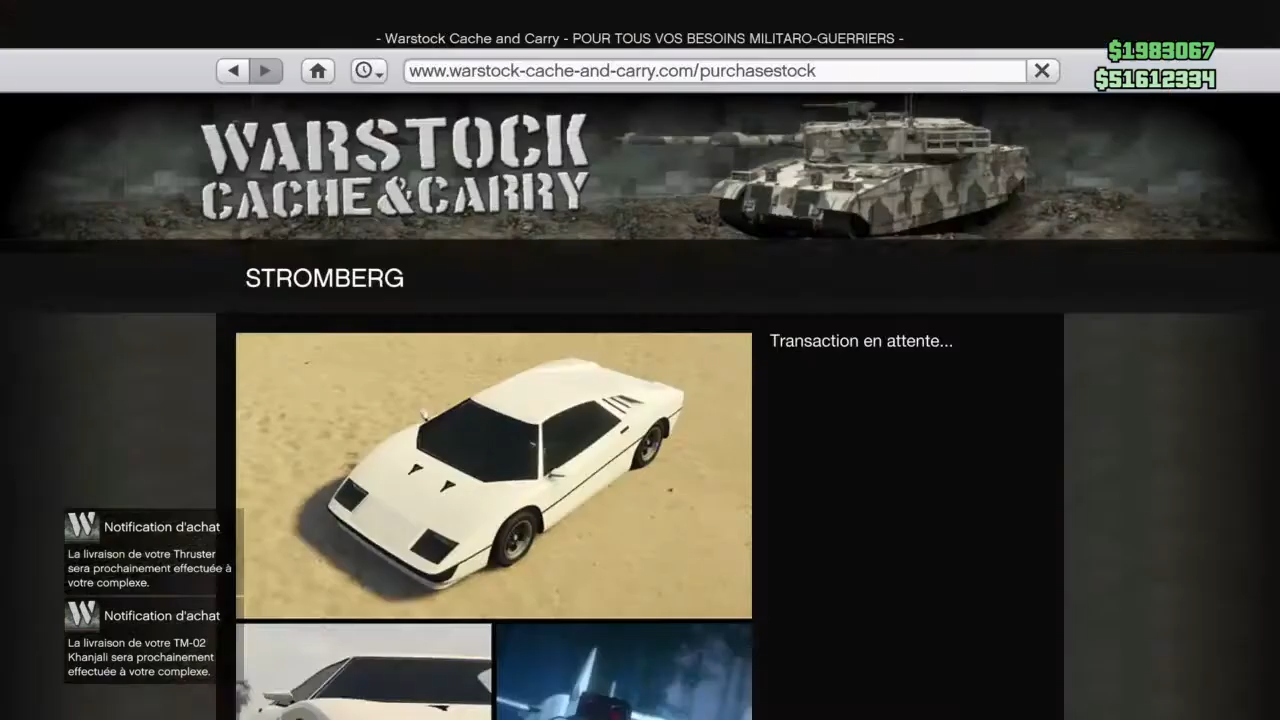 - Warstock Cache and Carry - POUR TOUS VOS BESOINS MILITARO-GUERRIERS -
www.warstock-cache-and-carry.com/purchasestock
$1983067
$51612334
WARSTOCK
CACHE&CARRY
STROMBERG
Transaction en attente...
W
Notification d'achat
La livraison de votre Thruster
sera prochainement effectuée à
votre complexe.
W
Notification d'achat
La livraison de votre TM-02
Khanjali sera prochainement
effectuée à votre complexe.